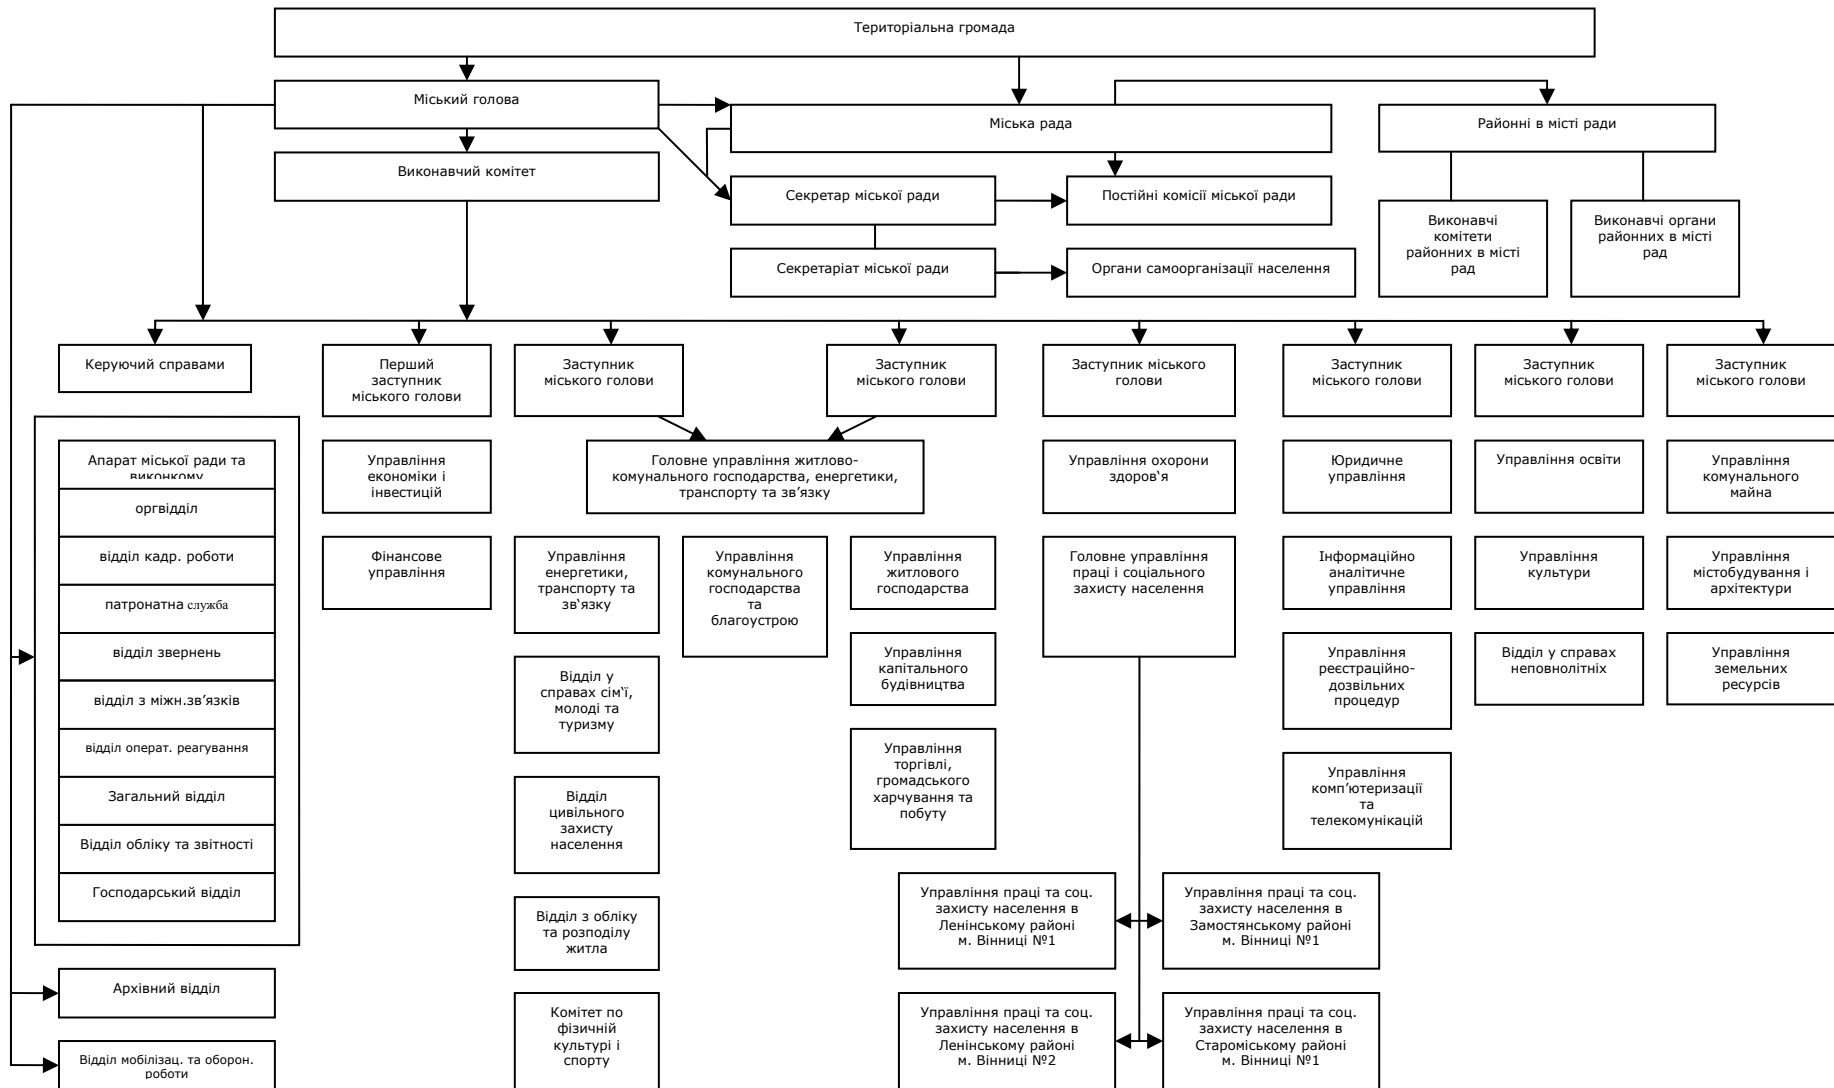 Територіальна громада
Міський голова
Міська рада
Районні в місті ради
Виконавчий комітет
Секретар міської ради
Постійні комісії міської ради
Виконавчі
комітети
районних в місті
рад
Виконавчі органи
районних в місті
рад
Секретаріат міської ради
Органи самоорганізації населення
Керуючий справами
Перший
заступник
міського голови
Заступник
міського голови
Заступник
міського голови
Заступник міського
голови
Заступник
міського голови
Заступник
міського голови
Заступник
міського голови
Апарат міської ради та
виконкому
оргвідділ
відділ кадр. роботи
патронатна служба
відділ звернень
відділ з міжн.зв’язків
відділ операт. реагування
Загальний відділ
Відділ обліку та звітності
Господарський відділ
Архівний відділ
Відділ мобілізац. та оборон.
роботи
Управління
економіки і
інвестицій
Фінансове
управління
Головне управління житлово-
комунального господарства, енергетики,
транспорту та зв’язку
Управління
енергетики,
транспорту та
зв‘язку
Управління
комунального
господарства
та
благоустрою
Управління
житлового
господарства
Відділ у
справах сім‘ї,
молоді та
туризму
Управління
капітального
будівництва
Відділ
цивільного
захисту
населення
Управління
торгівлі,
громадського
харчування та
побуту
Відділ з обліку
та розподілу
житла
Комітет по
фізичній
культурі і
спорту
Управління охорони
здоров‘я
Головне управління
праці і соціального
захисту населення
Управління праці та соц.
захисту населення в
Ленінському районі
м. Вінниці №1
Управління праці та соц.
захисту населення в
Замостянському районі
м. Вінниці №1
Управління праці та соц.
захисту населення в
Ленінському районі
м. Вінниці №2
Управління праці та соц.
захисту населення в
Староміському районі
м. Вінниці №1
Юридичне
управління
Інформаційно
аналітичне
управління
Управління
реєстраційно-
дозвільних
процедур
Управління
комп’ютеризації
та
телекомунікацій
Управління освіти
Управління
культури
Відділ у справах
неповнолітніх
Управління
комунального
майна
Управління
містобудування і
архітектури
Управління
земельних
ресурсів